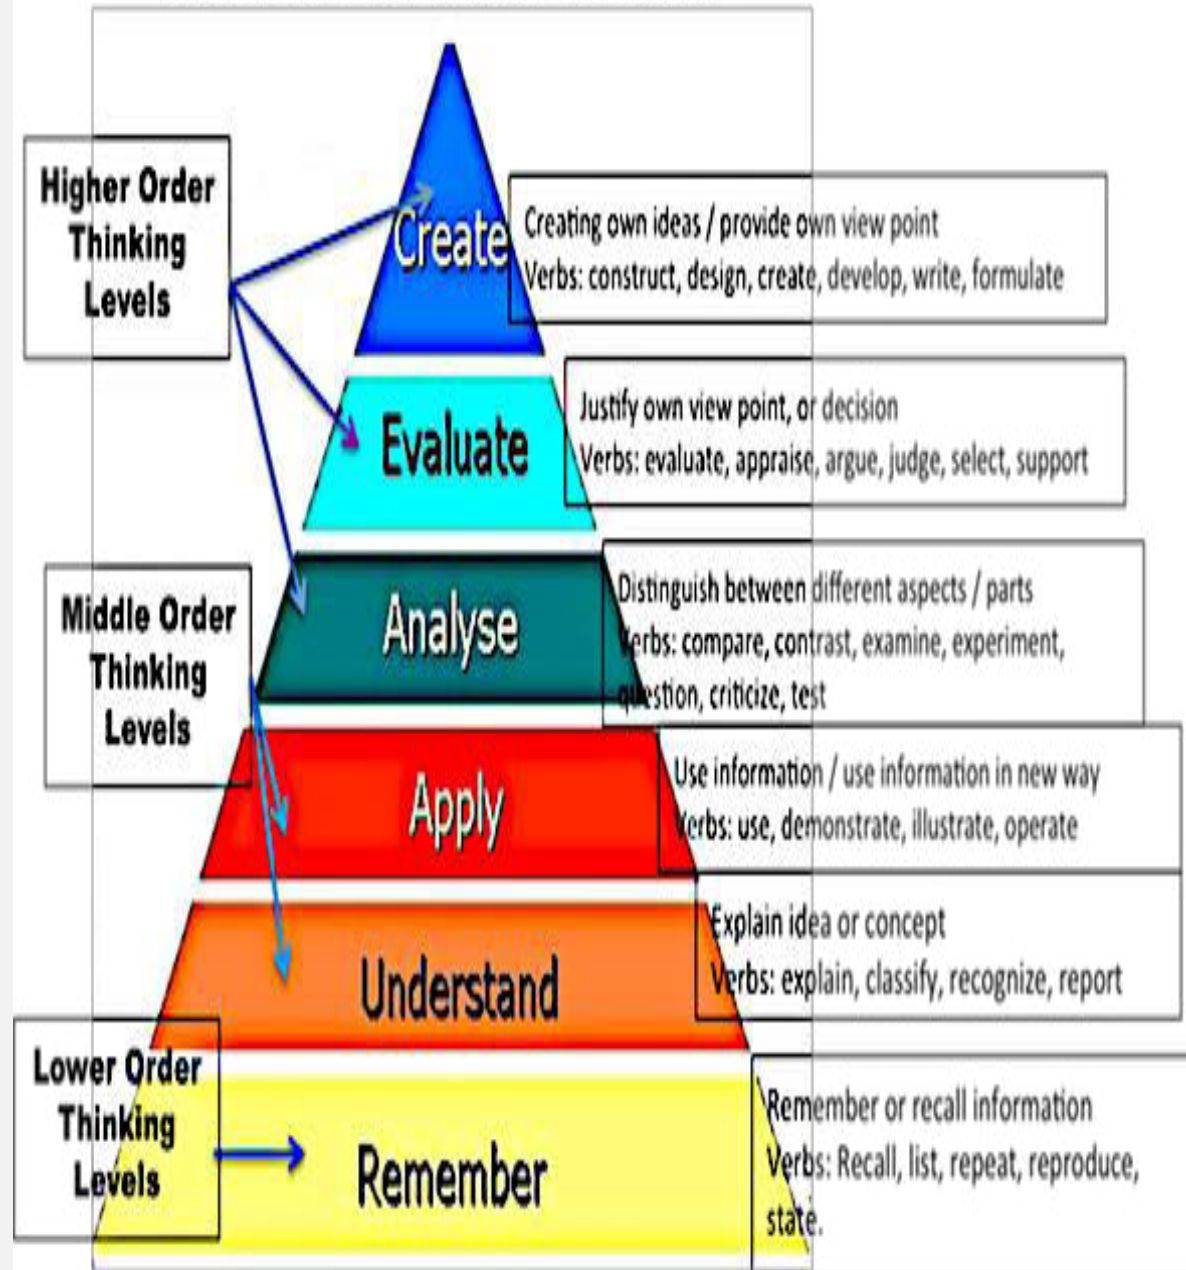 Higher Order
Thinking
Levels
Create
Creating own ideas / provide own view point
Verbs: construct, design, create, develop, write, formulate
Evaluate
Justify own view point, or decision
Verbs: evaluate, appraise, argue, judge, select, support
Middle Order
Thinking
Levels
Analyse
Distinguish between different aspects / parts
Verbs: compare, contrast, examine, experiment,
question, criticize, test
Apply
Use information / use information in new way
Verbs: use, demonstrate, illustrate, operate
Understand
Explain idea or concept
Verbs: explain, classify, recognize, report
Lower Order
Thinking
Levels
Remember
Remember or recall information
Verbs: Recall, list, repeat, reproduce,
state.